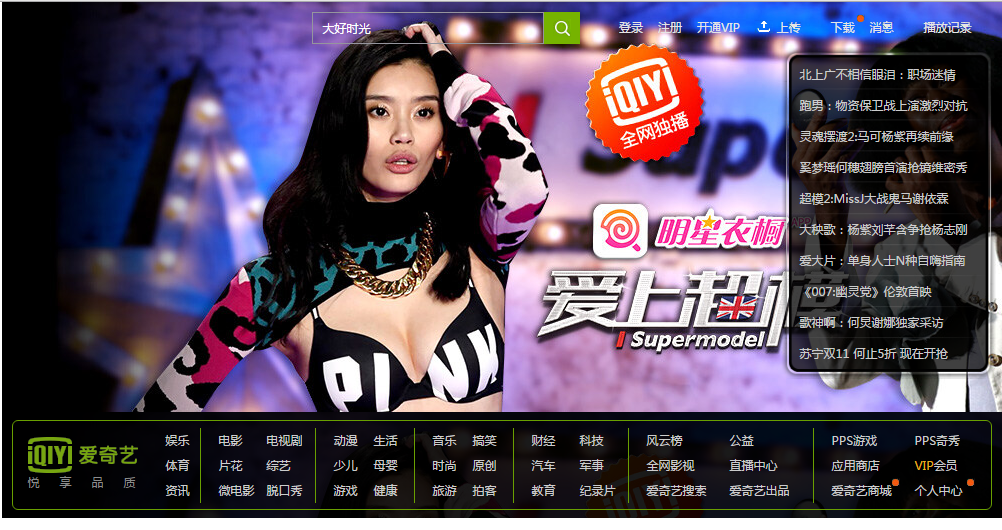 大好时光
登录 注册 开通VIP 上传 下载 消息 播放记录
iQIYI
全网独播
Super
明星衣橱
APP
爱上超模
I Supermodel
PINK
北上广不相信眼泪：职场迷情
跑男：物资保卫战上演激烈对抗
灵魂摆渡2:马可杨紫再续前缘
奚梦瑶何穗翅膀首演抢镜维密秀
超模2:MissJ大战鬼马谢依霖
大秧歌：杨紫刘芊含争抢杨志刚
爱大片：单身人士N种自嗨指南
《007:幽灵党》伦敦首映
歌神啊：何炅谢娜独家采访
苏宁双11 何止5折 现在开抢
iQIYI 爱奇艺
悦享品质
娱乐 电影 电视剧 动漫 生活 音乐 搞笑 财经 科技 风云榜 公益 PPS游戏 PPS奇秀
体育 片花 综艺 少儿 母婴 时尚 原创 汽车 军事 全网影视 直播中心 应用商店 VIP会员
资讯 微电影 脱口秀 游戏 健康 旅游 拍客 教育 纪录片 爱奇艺搜索 爱奇艺出品 爱奇艺商城 个人中心